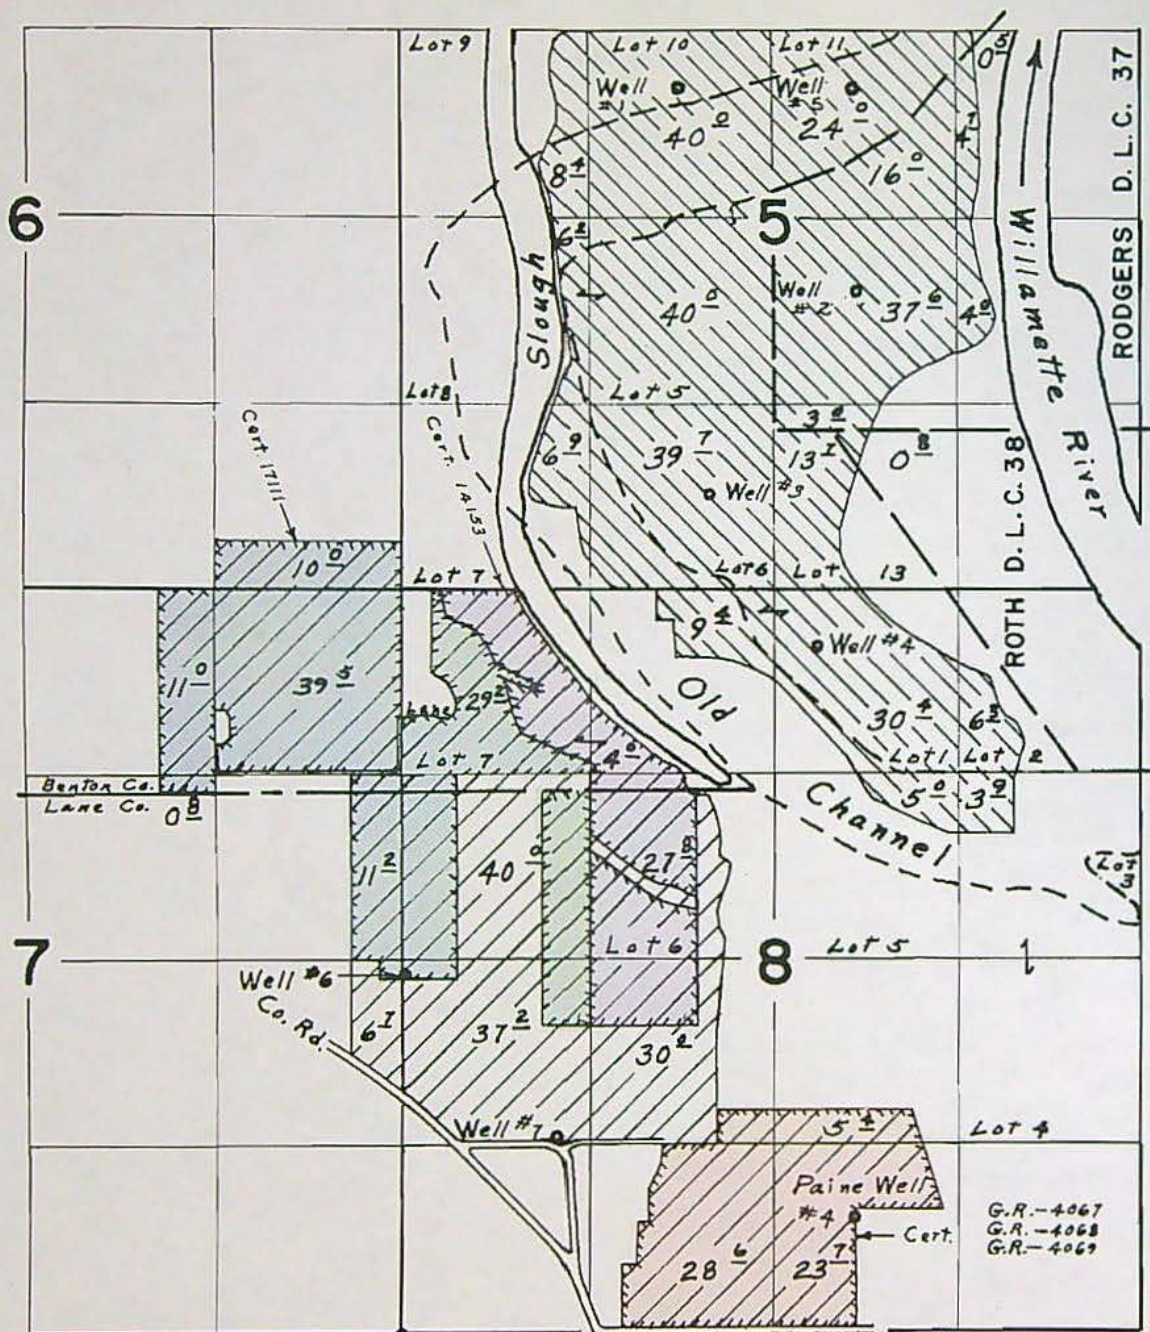 Lot 9
Lot 10
Lot 11
0 5
Well #1
Well #5
40 0
24 0
4 7
8 4
16 0
RODGERS D. L. C. 37
6
5
6 2
Slough
Willamette River
40 0
Well #2
37 6
4 0
Lot 8
Lot 5
Cert. 17111
Cert. 14153
3 0
6 9
39 7
13 2
0 8
Well #3
ROTH D. L. C. 38
10 0
Lot 7
Lot 6
Lot 13
9 4
Well #4
11 0
39 5
29 2
Lane
Old Channel
30 4
6 3
Lot 7
4 0
Lot 1
Lot 2
Benton Co.
Lane Co.
0 8
5 0
3 9
11 2
40 0
27 8
Lot 3
Lot 6
7
8
Lot 5
1
Well #6
Co. Rd.
6 7
37 2
30 2
Well #7
5 4
Lot 4
Paine Well
#4
G.R.-4067
G.R.-4068
G.R.-4069
Cert.
28 6
23 7